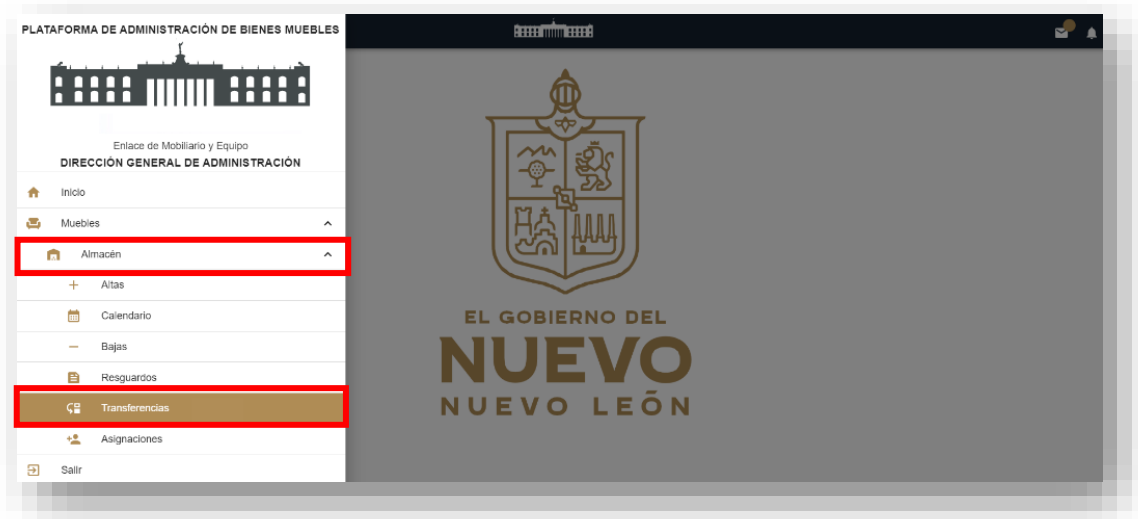 PLATAFORMA DE ADMINISTRACIÓN DE BIENES MUEBLES
Enlace de Mobiliario y Equipo
DIRECCIÓN GENERAL DE ADMINISTRACIÓN
Inicio
Muebles
Almacén
Altas
Calendario
Bajas
Resguardos
Transferencias
Asignaciones
Salir
EL GOBIERNO DEL
NUEVO
NUEVO LEÓN